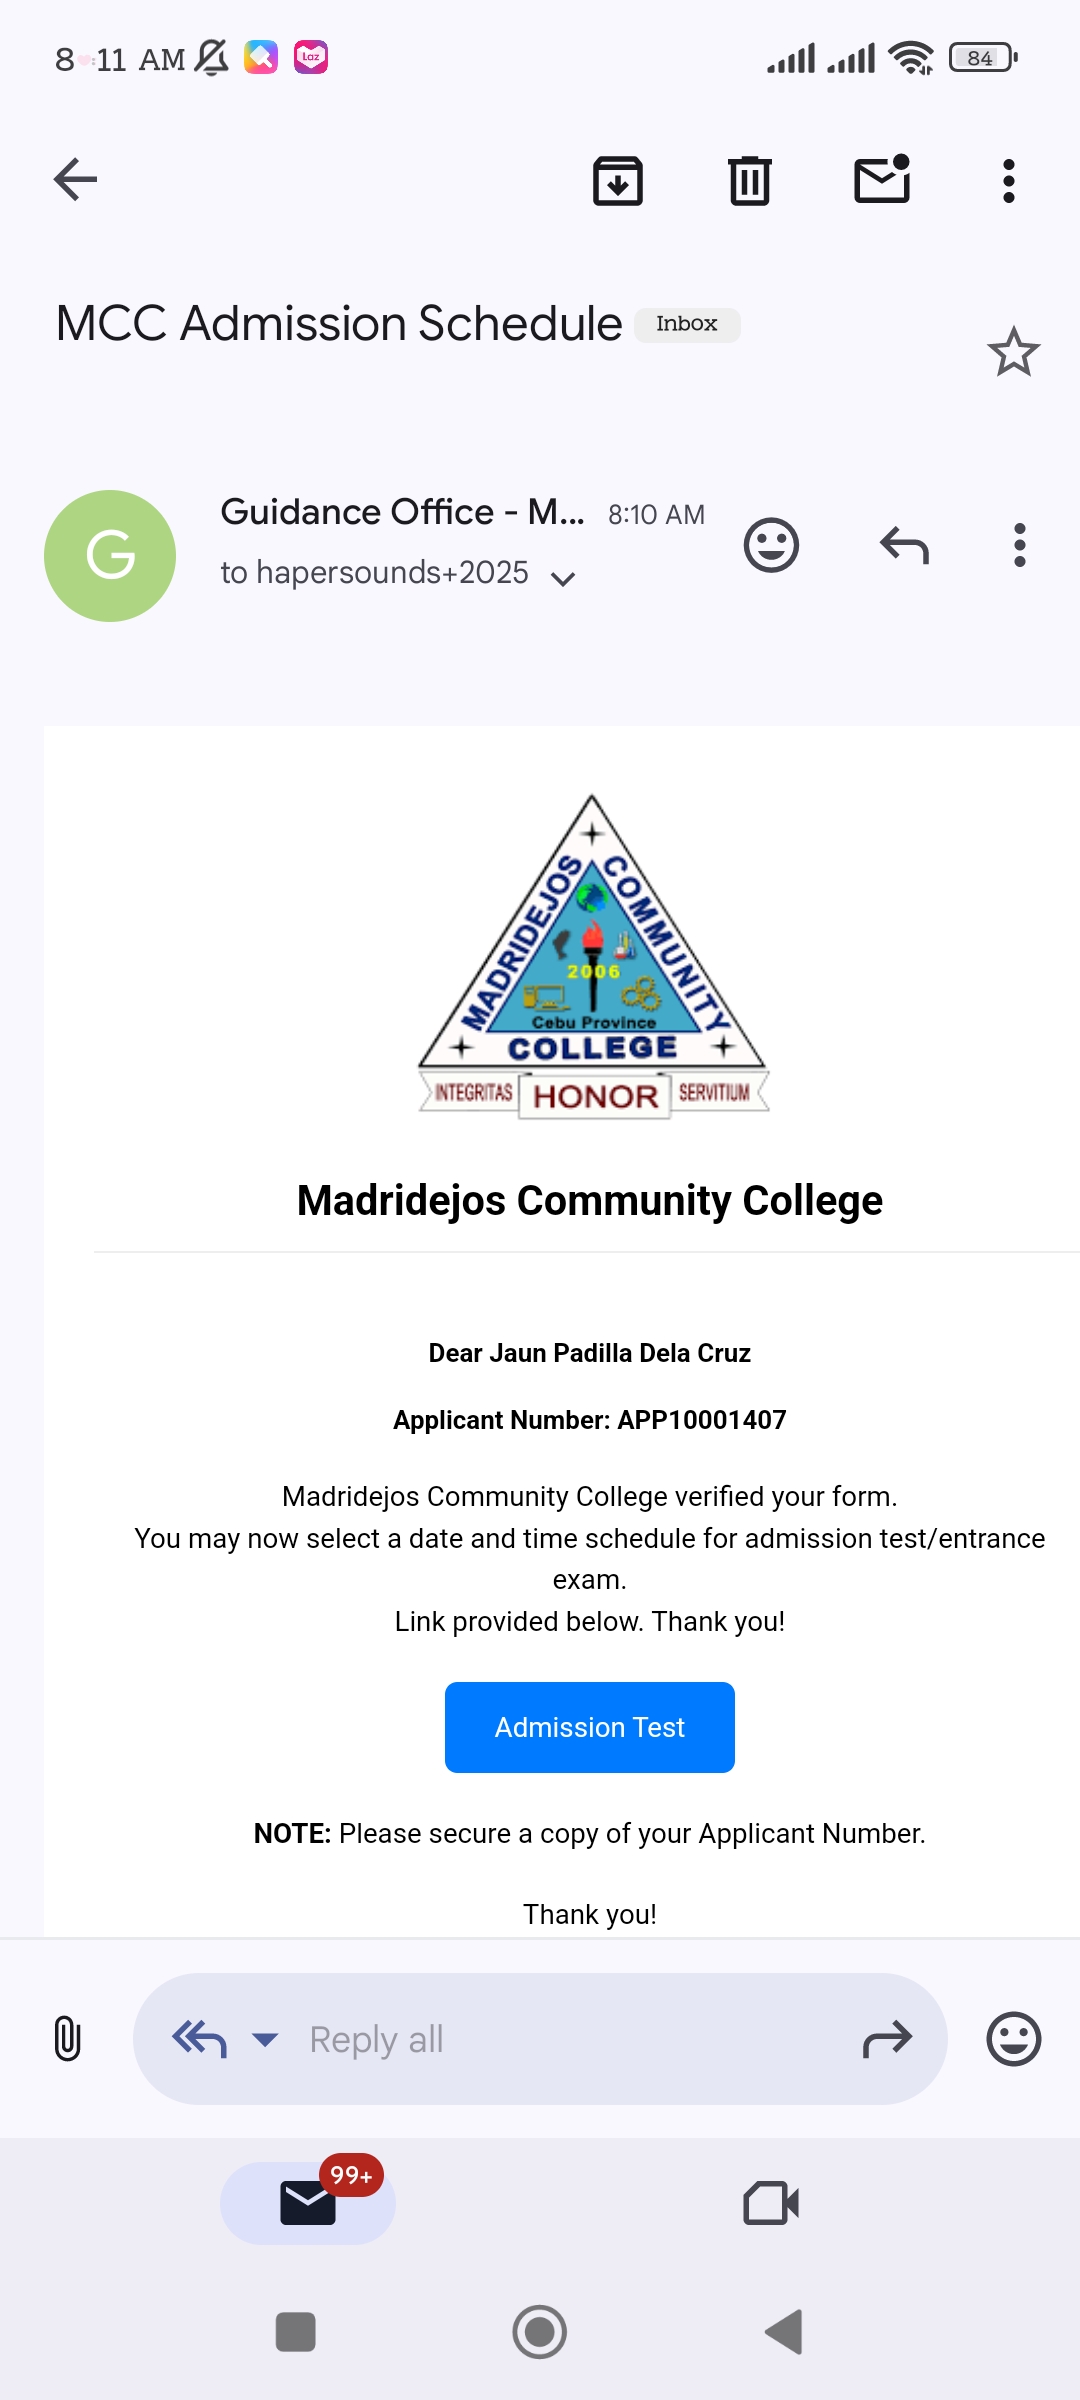 8:11 AM
Laz
84
MCC Admission Schedule Inbox
G
Guidance Office - M... 8:10 AM
to hapersounds+2025
MADRIDEJOS COMMUNITY
2006
Cebu Province
COLLEGE
INTEGRITAS HONOR SERVITIUM
Madridejos Community College
Dear Jaun Padilla Dela Cruz
Applicant Number: APP10001407
Madridejos Community College verified your form.
You may now select a date and time schedule for admission test/entrance
exam.
Link provided below. Thank you!
Admission Test
NOTE: Please secure a copy of your Applicant Number.
Thank you!
Reply all
99+